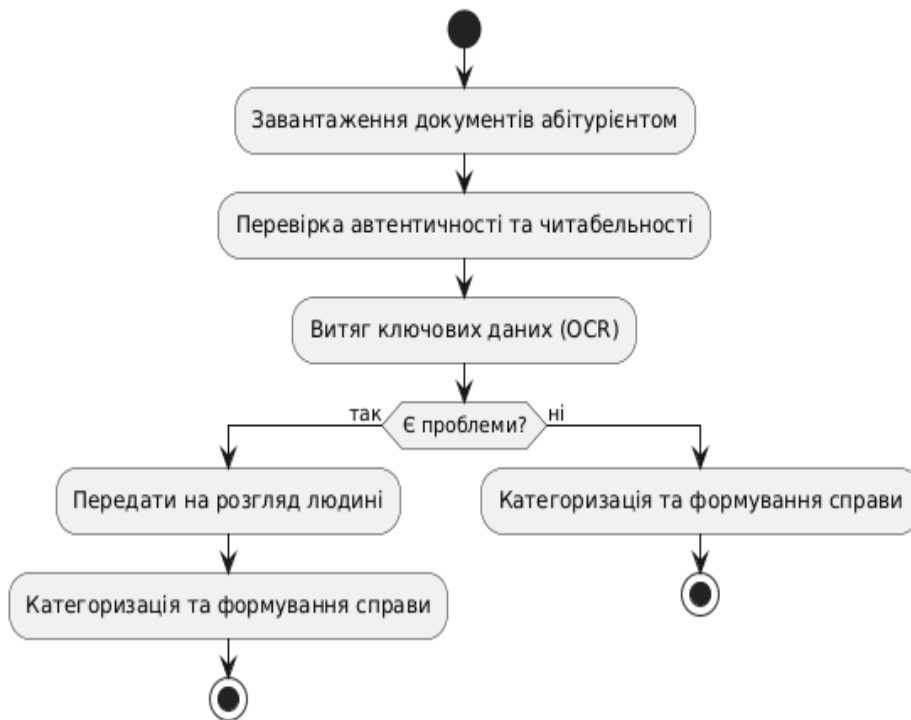 Завантаження документів абітурієнтом
Перевірка автентичності та читабельності
Витяг ключових даних (OCR)
так
Є проблеми?
ні
Передати на розгляд людині
Категоризація та формування справи
Категоризація та формування справи